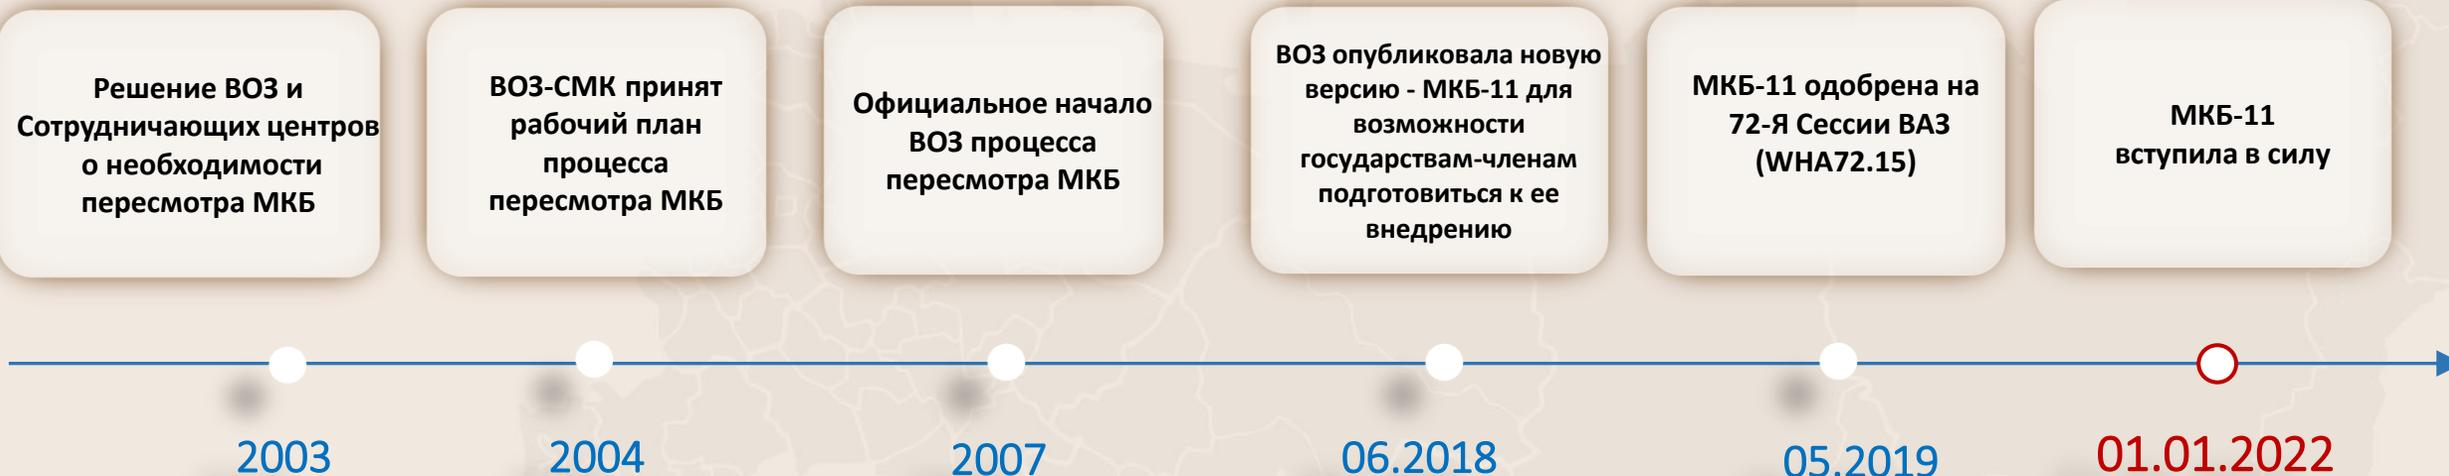 Решение ВОЗ и
Сотрудничающих центров
о необходимости
пересмотра МКБ
ВОЗ-СМК принят
рабочий план
процесса
пересмотра МКБ
Официальное начало
ВОЗ процесса
пересмотра МКБ
ВОЗ опубликовала новую
версию - МКБ-11 для
возможности
государствам-членам
подготовиться к ее
внедрению
МКБ-11 одобрена на
72-Я Сессии ВАЗ
(WHA72.15)
МКБ-11
вступила в силу
2003
2004
2007
06.2018
05.2019
01.01.2022